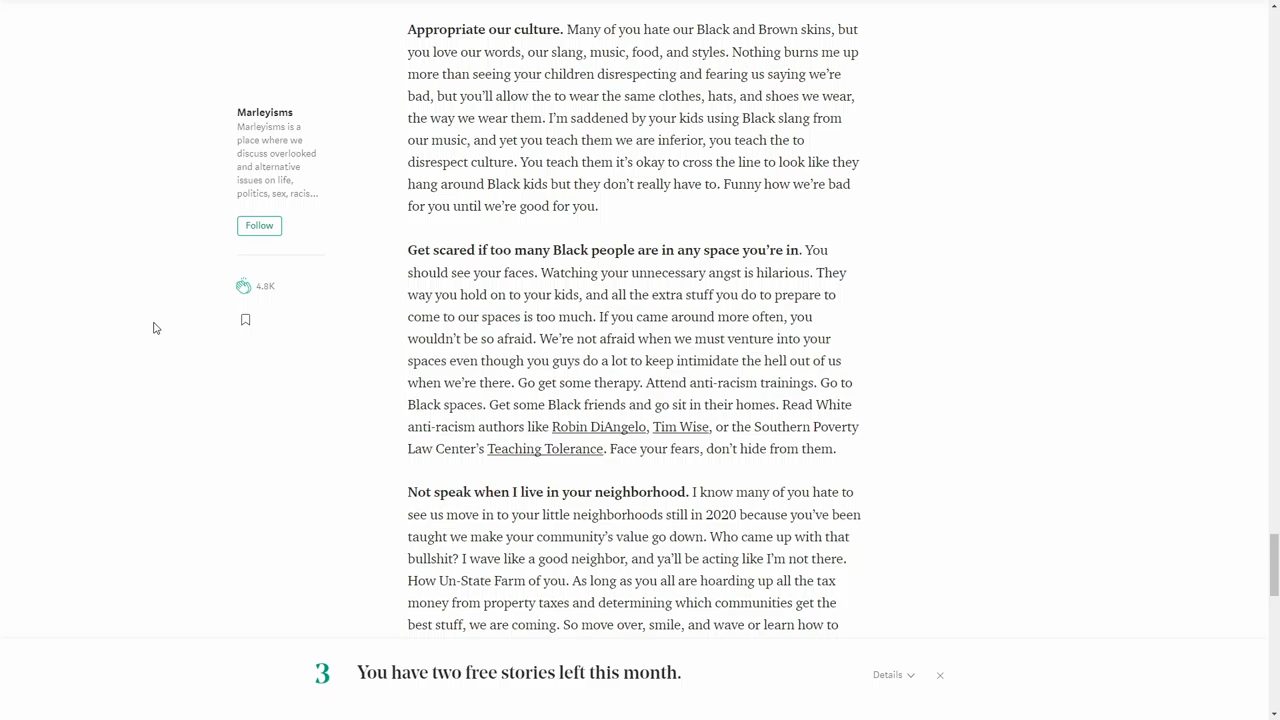 Appropriate our culture. Many of you hate our Black and Brown skins, but
you love our words, our slang, music, food, and styles. Nothing burns me up
more than seeing your children disrespecting and fearing us saying we're
bad, but you'll allow the to wear the same clothes, hats, and shoes we wear,
the way we wear them. I'm saddened by your kids using Black slang from
our music, and yet you teach them we are inferior, you teach the to
disrespect culture. You teach them it's okay to cross the line to look like they
hang around Black kids but they don't really have to. Funny how we're bad
for you until we're good for you.
Marleyisms
Marleyisms is a
place where we
discuss overlooked
and alternative
issues on life,
politics, sex, racis...
Follow
4.8K
Get scared if too many Black people are in any space you're in. You
should see your faces. Watching your unnecessary angst is hilarious. They
way you hold on to your kids, and all the extra stuff you do to prepare to
come to our spaces is too much. If you came around more often, you
wouldn't be so afraid. We're not afraid when we must venture into your
spaces even though you guys do a lot to keep intimidate the hell out of us
when we're there. Go get some therapy. Attend anti-racism trainings. Go to
Black spaces. Get some Black friends and go sit in their homes. Read White
anti-racism authors like Robin DiAngelo, Tim Wise, or the Southern Poverty
Law Center's Teaching Tolerance. Face your fears, don't hide from them.
Not speak when I live in your neighborhood. I know many of you hate to
see us move in to your little neighborhoods still in 2020 because you've been
taught we make your community's value go down. Who came up with that
bullshit? I wave like a good neighbor, and ya'll be acting like I'm not there.
How Un-State Farm of you. As long as you all are hoarding up all the tax
money from property taxes and determining which communities get the
best stuff, we are coming. So move over, smile, and wave or learn how to
3 You have two free stories left this month. Details